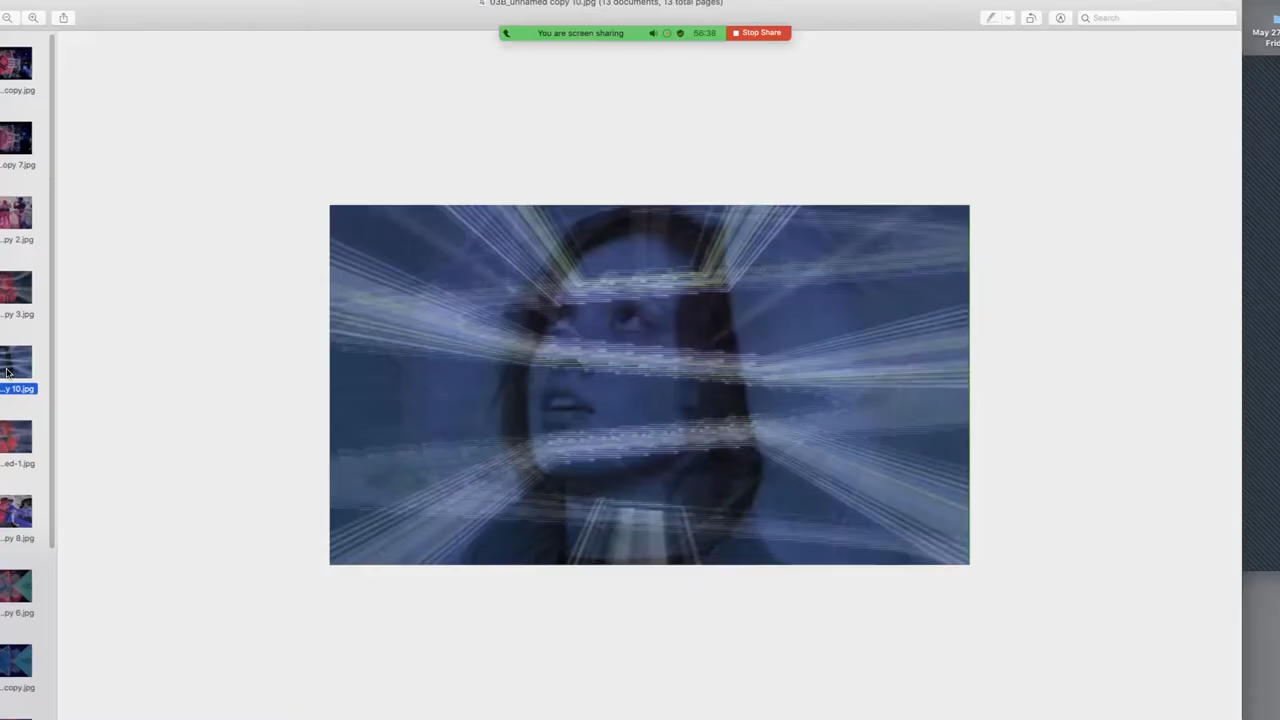 03B_unnamed copy 10.jpg (13 documents, 13 total pages)
Search
You are screen sharing
56:38
Stop Share
May 27
Frid
...copy.jpg
...opy 7.jpg
...py 2.jpg
...py 3.jpg
...y 10.jpg
...ed-1.jpg
...py 8.jpg
...py 6.jpg
...copy.jpg